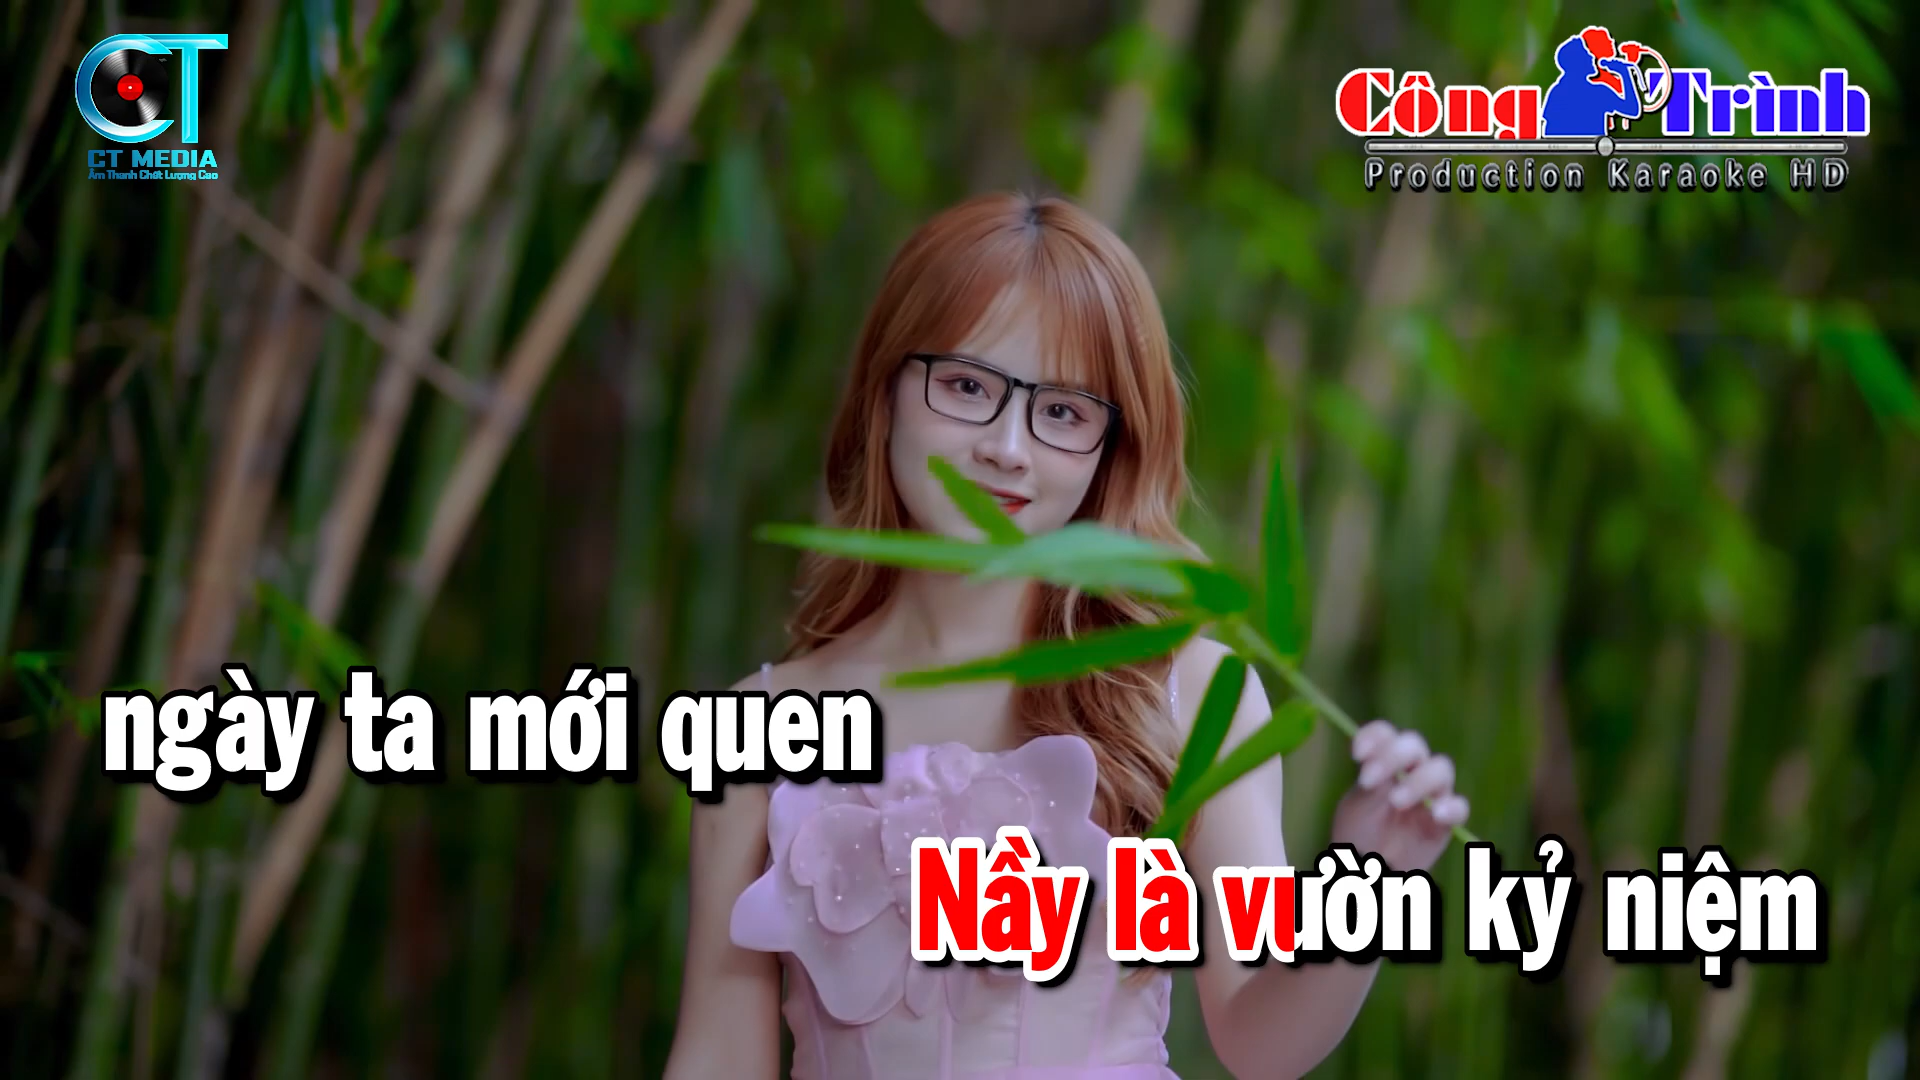 CT
CT MEDIA
Âm Thanh Chất Lượng Cao
Công Trình
Production Karaoke HD
ngày ta mới quen
Nầy là vườn kỷ niệm